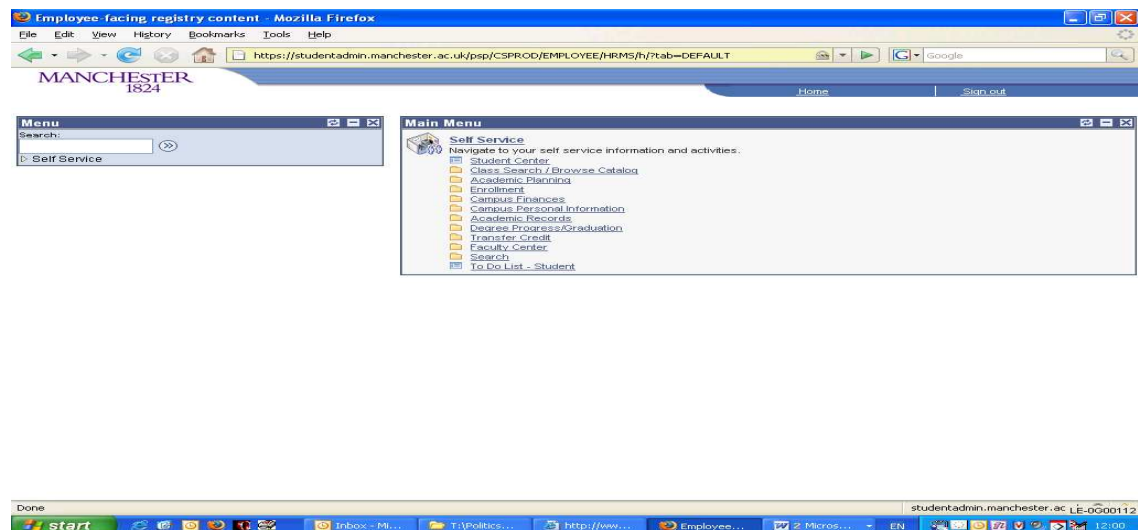 Employee-facing registry content - Mozilla Firefox
File Edit View History Bookmarks Tools Help
https://studentadmin.manchester.ac.uk/psp/CSPROD/EMPLOYEE/HRMS/h/?tab=DEFAULT
Google
MANCHESTER
1824
Home
Sign out
Menu
Search:
Self Service
Main Menu
Self Service
Navigate to your self service information and activities.
Student Center
Class Search / Browse Catalog
Academic Planning
Enrollment
Campus Finances
Campus Personal Information
Academic Records
Degree Progress/Graduation
Transfer Credit
Faculty Center
Search
To Do List - Student
Done
studentadmin.manchester.ac
LE-0G00112
start
Inbox - Mi...
T:\Politics...
http://www...
Employee...
2 Micros...
EN
12:00